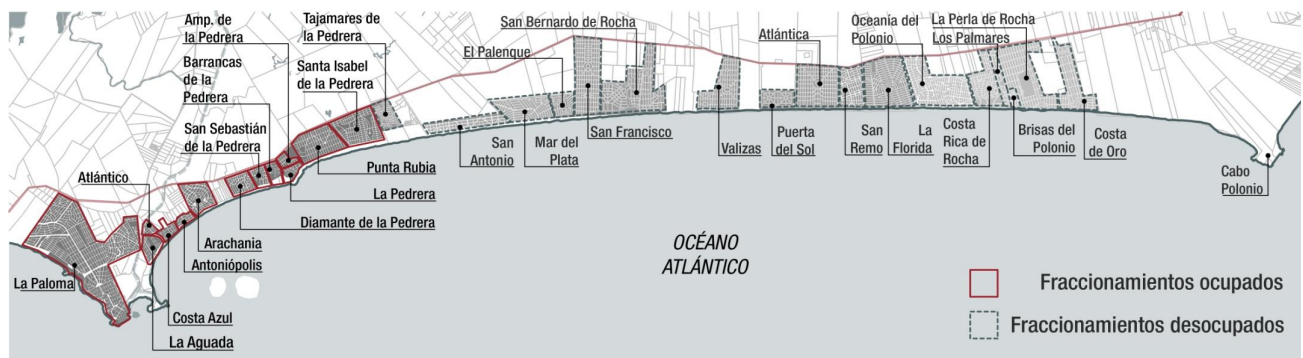 Amp. de
la Pedrera
Tajamares de
la Pedrera
San Bernardo de Rocha
Oceanía del
Polonio
La Perla de Rocha
Los Palmares
Barrancas
de la
Pedrera
Santa Isabel
de la Pedrera
El Palenque
Atlántica
San Sebastián
de la Pedrera
Atlántico
Punta Rubia
La Pedrera
Diamante de la Pedrera
Arachania
Antoniópolis
La Paloma
Costa Azul
La Aguada
San
Antonio
Mar del
Plata
San Francisco
Valizas
Puerta
del Sol
San
Remo
La
Florida
Costa
Rica de
Rocha
Brisas del
Polonio
Costa
de Oro
Cabo
Polonio
OCÉANO
ATLÁNTICO
Fraccionamientos ocupados
Fraccionamientos desocupados